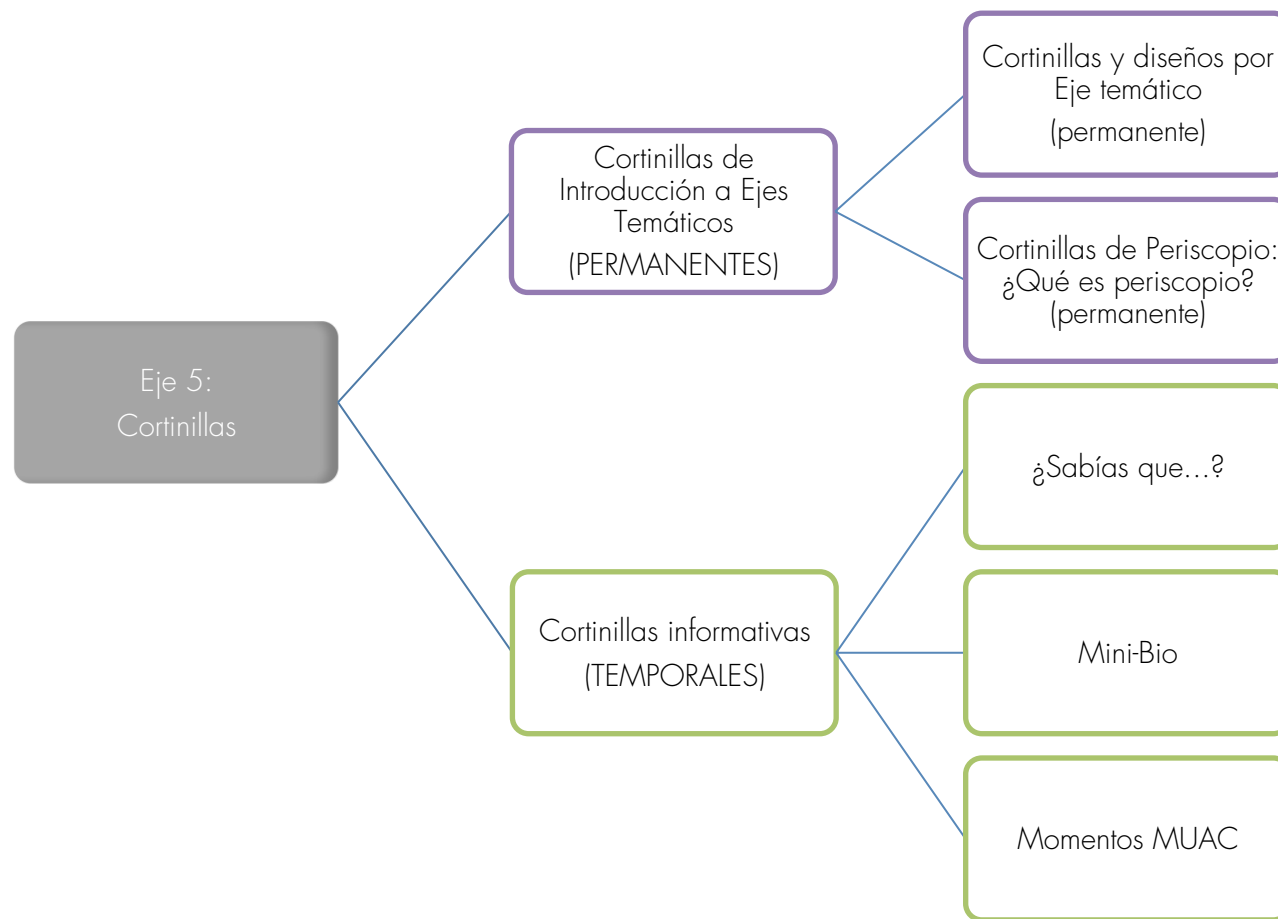 Eje 5:
Cortinillas
Cortinillas de
Introducción a Ejes
Temáticos
(PERMANENTES)
Cortinillas y diseños por
Eje temático
(permanente)
Cortinillas de Periscopio:
¿Qué es periscopio?
(permanente)
Cortinillas informativas
(TEMPORALES)
¿Sabías que...?
Mini-Bio
Momentos MUAC